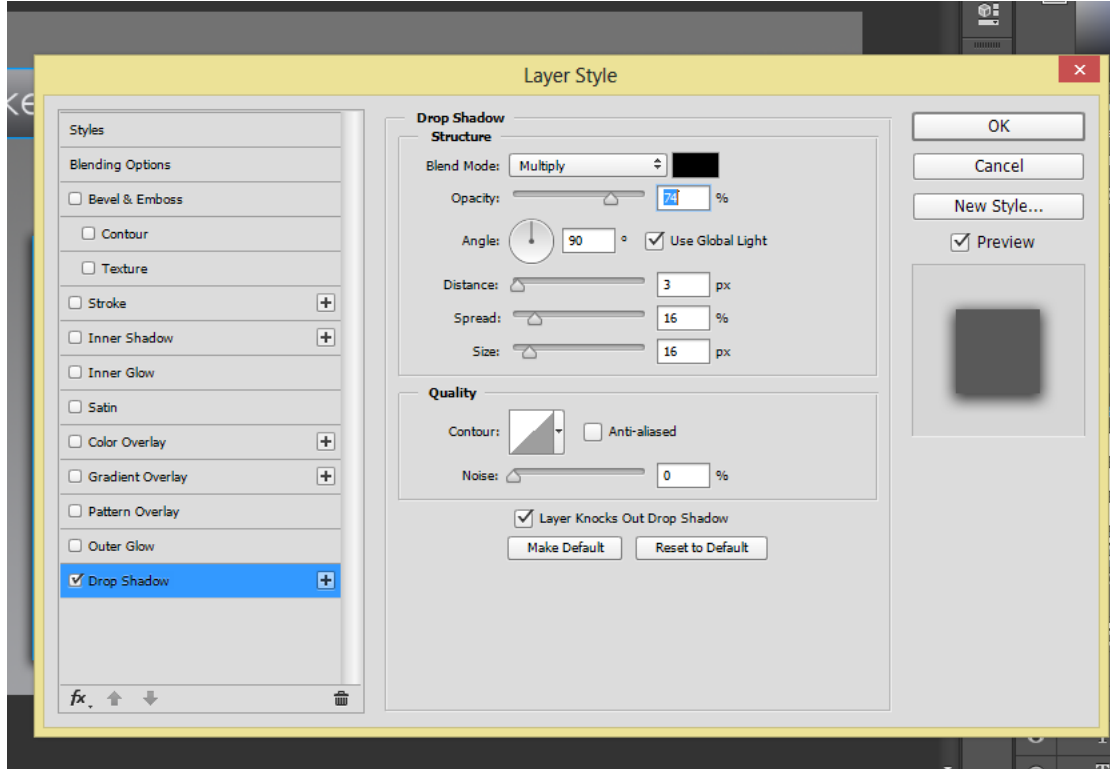 ke
Layer Style
Styles
Blending Options
Bevel & Emboss
Contour
Texture
Stroke
Inner Shadow
Inner Glow
Satin
Color Overlay
Gradient Overlay
Pattern Overlay
Outer Glow
Drop Shadow
fx
Drop Shadow
Structure
Blend Mode: Multiply
Opacity: 74 %
Angle: 90 ° Use Global Light
Distance: 3 px
Spread: 16 %
Size: 16 px
Quality
Contour: Anti-aliased
Noise: 0 %
Layer Knocks Out Drop Shadow
Make Default Reset to Default
OK
Cancel
New Style...
Preview